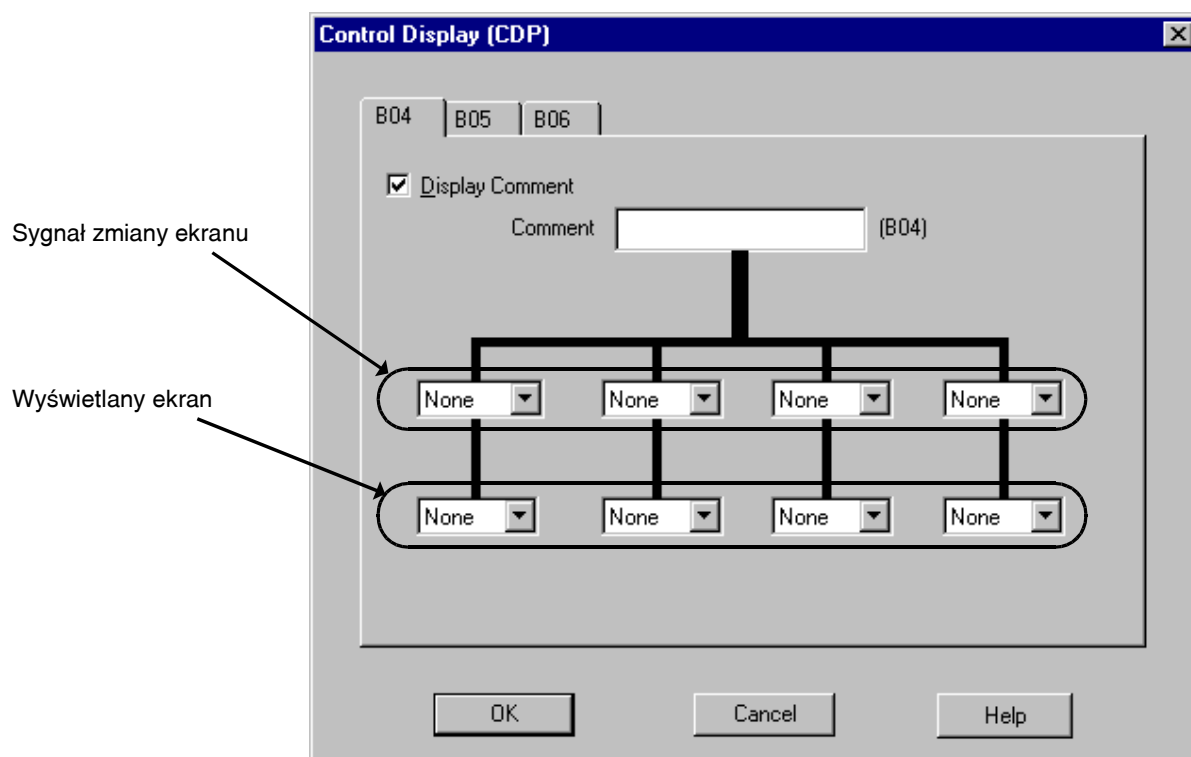 Control Display (CDP)
B04 B05 B06
Display Comment
Comment (B04)
Sygnał zmiany ekranu
None None None None
Wyświetlany ekran
None None None None
OK Cancel Help